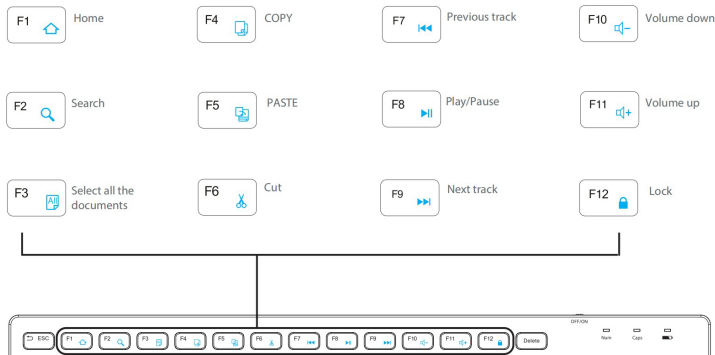 F1 Home
F4 COPY
F7 Previous track
F10 Volume down
F2 Search
F5 PASTE
F8 Play/Pause
F11 Volume up
F3 All Select all the
documents
F6 Cut
F9 Next track
F12 Lock
OFF/ON
ESC F1 F2 F3 F4 F5 F6 F7 F8 F9 F10 F11 F12 Delete
Num Caps